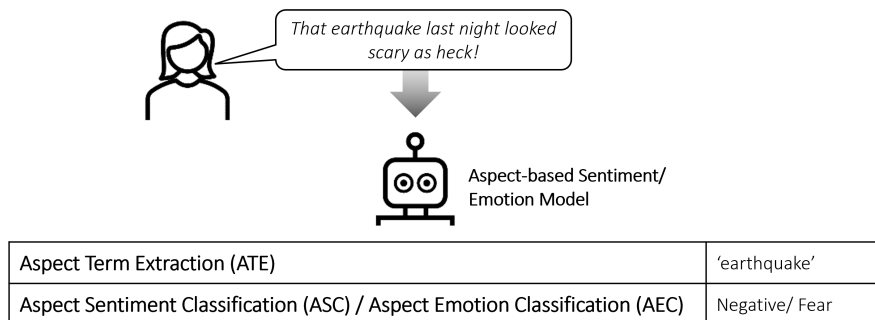 That earthquake last night looked
scary as heck!
Aspect-based Sentiment/
Emotion Model
Aspect Term Extraction (ATE)
‘earthquake’
Aspect Sentiment Classification (ASC) / Aspect Emotion Classification (AEC)
Negative/ Fear